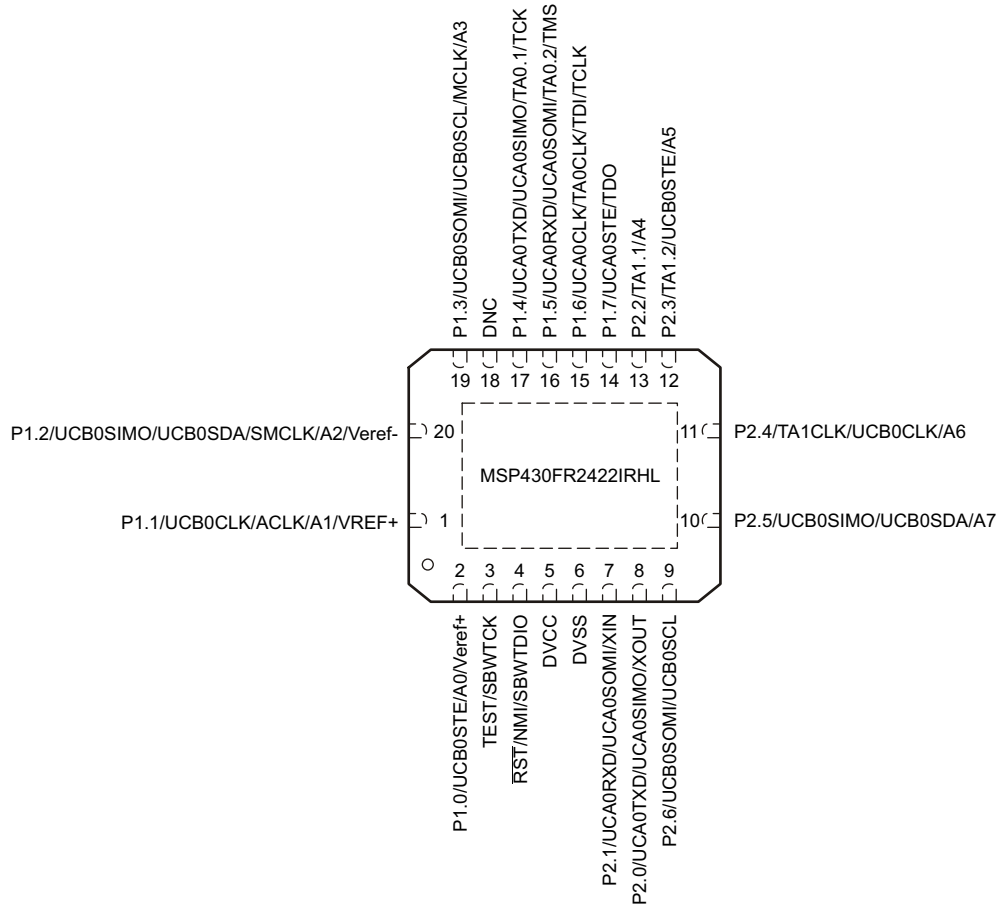 P1.3/UCB0SOMI/UCB0SCL/MCLK/A3
DNC
P1.4/UCA0TXD/UCA0SIMO/TA0.1/TCK
P1.5/UCA0RXD/UCA0SOMI/TA0.2/TMS
P1.6/UCA0CLK/TA0CLK/TDI/TCLK
P1.7/UCA0STE/TDO
P2.2/TA1.1/A4
P2.3/TA1.2/UCB0STE/A5
19 18 17 16 15 14 13 12
P1.2/UCB0SIMO/UCB0SDA/SMCLK/A2/Veref-
20
11
P2.4/TA1CLK/UCB0CLK/A6
MSP430FR2422IRHL
P1.1/UCB0CLK/ACLK/A1/VREF+
1
10
P2.5/UCB0SIMO/UCB0SDA/A7
2 3 4 5 6 7 8 9
P1.0/UCB0STE/A0/Veref+
TEST/SBWTCK
RST/NMI/SBWTDIO
DVCC
DVSS
P2.1/UCA0RXD/UCA0SOMI/XIN
P2.0/UCA0TXD/UCA0SIMO/XOUT
P2.6/UCB0SOMI/UCB0SCL